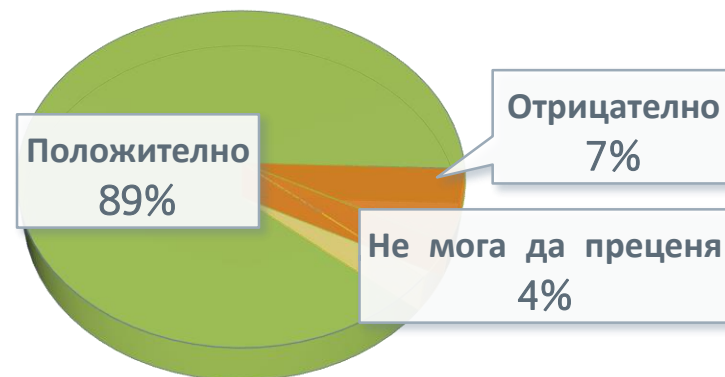 Отрицателно
7%
Положително
89%
Не мога да преценя
4%